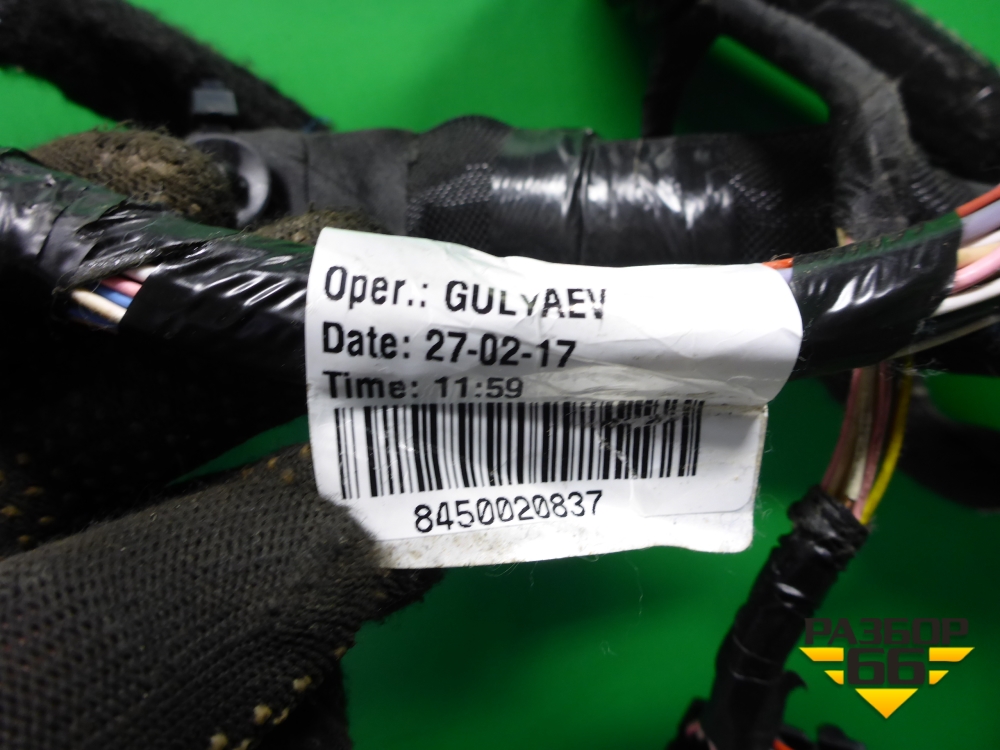 Oper.: GULYAEV
Date: 27-02-17
Time: 11:59
8450020837
РАЗБОР
66